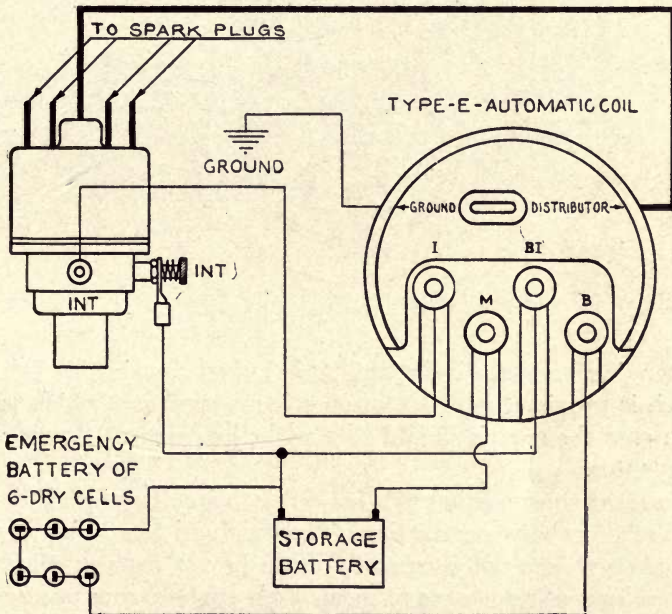 TO SPARK PLUGS
TYPE-E-AUTOMATIC COIL
GROUND
GROUND DISTRIBUTOR
I BI
M B
INT
INT
EMERGENCY
BATTERY OF
6-DRY CELLS
STORAGE
BATTERY